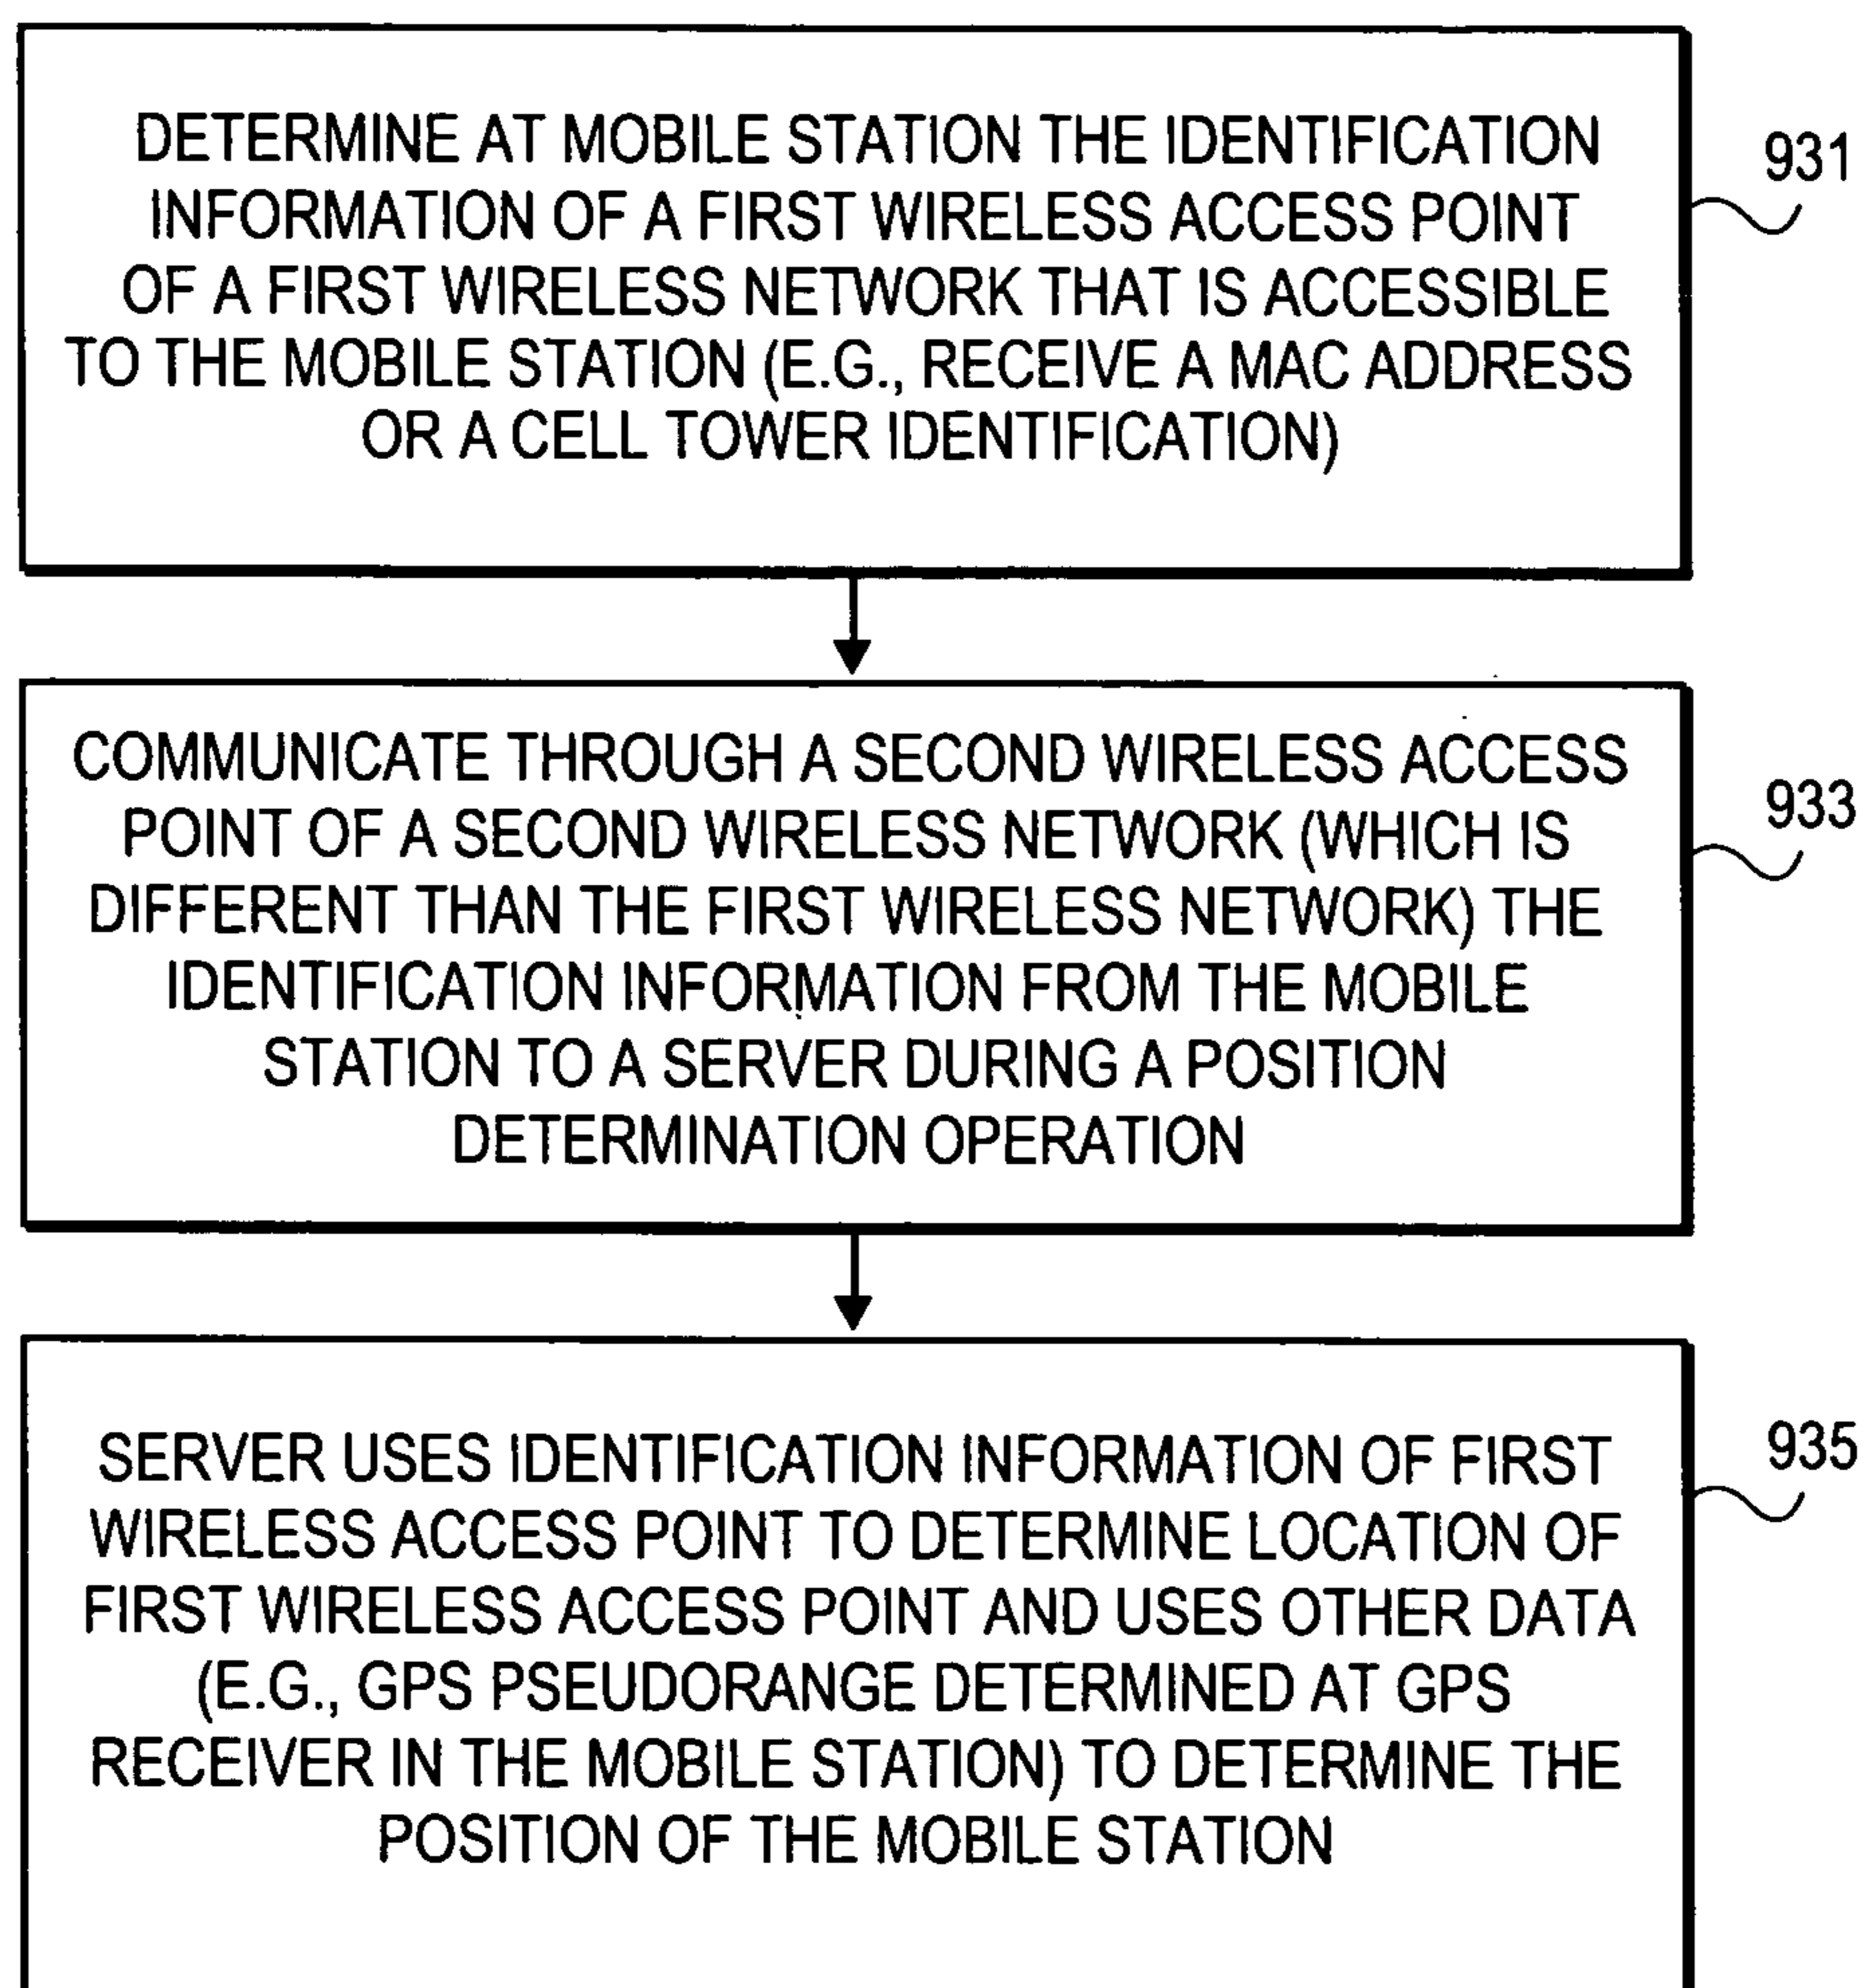 DETERMINE AT MOBILE STATION THE IDENTIFICATION
INFORMATION OF A FIRST WIRELESS ACCESS POINT
OF A FIRST WIRELESS NETWORK THAT IS ACCESSIBLE
TO THE MOBILE STATION (E.G., RECEIVE A MAC ADDRESS
OR A CELL TOWER IDENTIFICATION)
931
COMMUNICATE THROUGH A SECOND WIRELESS ACCESS
POINT OF A SECOND WIRELESS NETWORK (WHICH IS
DIFFERENT THAN THE FIRST WIRELESS NETWORK) THE
IDENTIFICATION INFORMATION FROM THE MOBILE
STATION TO A SERVER DURING A POSITION
DETERMINATION OPERATION
933
SERVER USES IDENTIFICATION INFORMATION OF FIRST
WIRELESS ACCESS POINT TO DETERMINE LOCATION OF
FIRST WIRELESS ACCESS POINT AND USES OTHER DATA
(E.G., GPS PSEUDORANGE DETERMINED AT GPS
RECEIVER IN THE MOBILE STATION) TO DETERMINE THE
POSITION OF THE MOBILE STATION
935